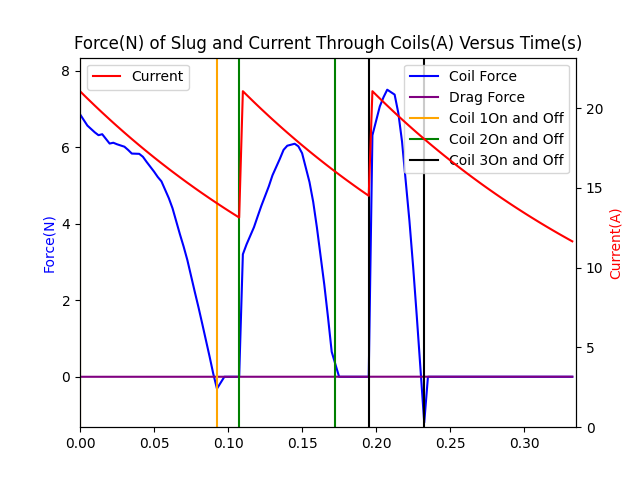 Force(N) of Slug and Current Through Coils(A) Versus Time(s)
Current
Coil Force
Drag Force
Coil 1On and Off
Coil 2On and Off
Coil 3On and Off
Force(N)
8
6
4
2
0
Current(A)
20
15
10
5
0
0.00 0.05 0.10 0.15 0.20 0.25 0.30